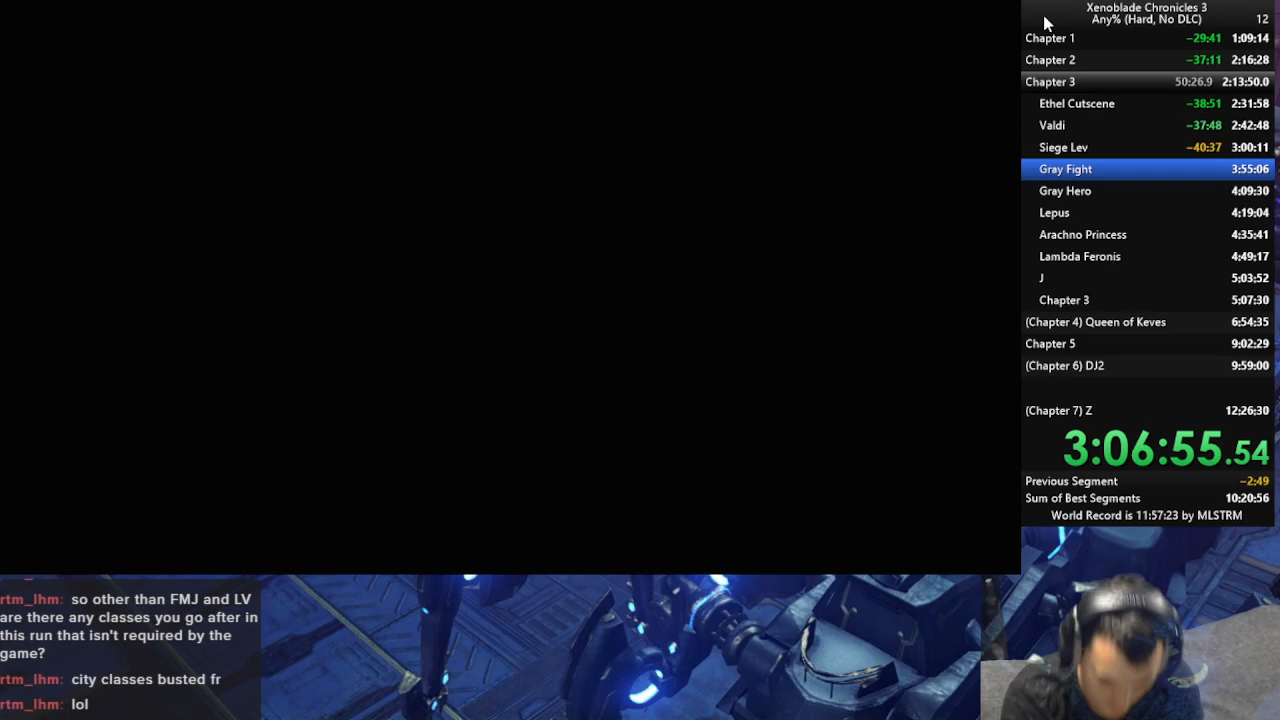 Xenoblade Chronicles 3
Any% (Hard, No DLC) 12
Chapter 1 −29:41 1:09:14
Chapter 2 −37:11 2:16:28
Chapter 3 50:26.9 2:13:50.0
Ethel Cutscene −38:51 2:31:58
Valdi −37:48 2:42:48
Siege Lev −40:37 3:00:11
Gray Fight 3:55:06
Gray Hero 4:09:30
Lepus 4:19:04
Arachno Princess 4:35:41
Lambda Feronis 4:49:17
J 5:03:52
Chapter 3 5:07:30
(Chapter 4) Queen of Keves 6:54:35
Chapter 5 9:02:29
(Chapter 6) DJ2 9:59:00
(Chapter 7) Z 12:26:30
3:06:55.54
Previous Segment −2:49
Sum of Best Segments 10:20:56
World Record is 11:57:23 by MLSTRM
rtm_lhm: so other than FMJ and LV
are there any classes you go after in
this run that isn't required by the
game?
rtm_lhm: city classes busted fr
rtm_lhm: lol